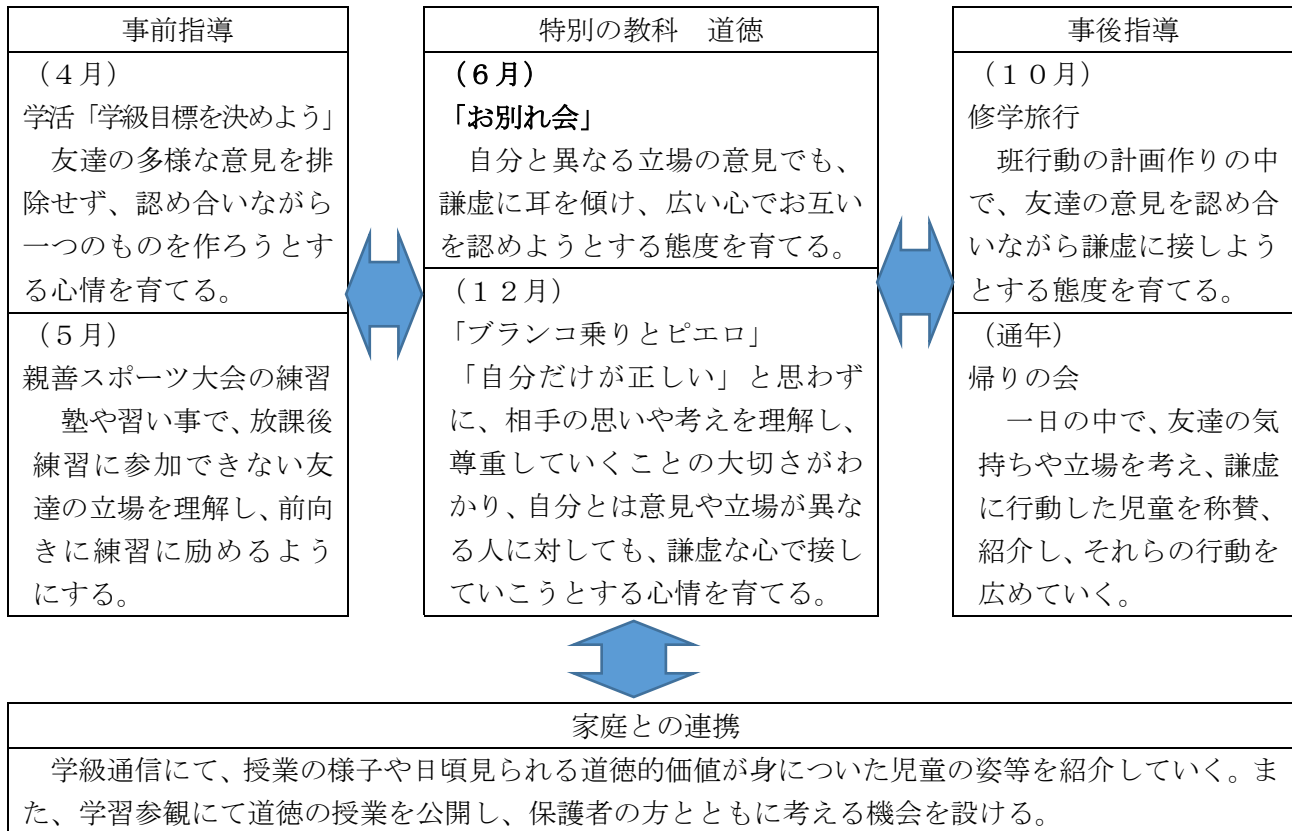 事前指導
(4月)
学活「学級目標を決めよう」
友達の多様な意見を排
除せず、認め合いながら
一つのものを作ろうとす
る心情を育てる。
(5月)
親善スポーツ大会の練習
塾や習い事で、放課後
練習に参加できない友
達の立場を理解し、前向
きに練習に励めるよう
にする。
特別の教科 道徳
(6月)
「お別れ会」
自分と異なる立場の意見でも、
謙虚に耳を傾け、広い心でお互い
を認めようとする態度を育てる。
(12月)
「ブランコ乗りとピエロ」
「自分だけが正しい」と思わず
に、相手の思いや考えを理解し、
尊重していくことの大切さがわ
かり、自分とは意見や立場が異な
る人に対しても、謙虚な心で接し
ていこうとする心情を育てる。
事後指導
(10月)
修学旅行
班行動の計画作りの中
で、友達の意見を認め合
いながら謙虚に接しよう
とする態度を育てる。
(通年)
帰りの会
一日の中で、友達の気
持ちや立場を考え、謙虚
に行動した児童を称賛、
紹介し、それらの行動を
広めていく。
家庭との連携
学級通信にて、授業の様子や日頃見られる道徳的価値が身についた児童の姿等を紹介していく。ま
た、学習参観にて道徳の授業を公開し、保護者の方とともに考える機会を設ける。